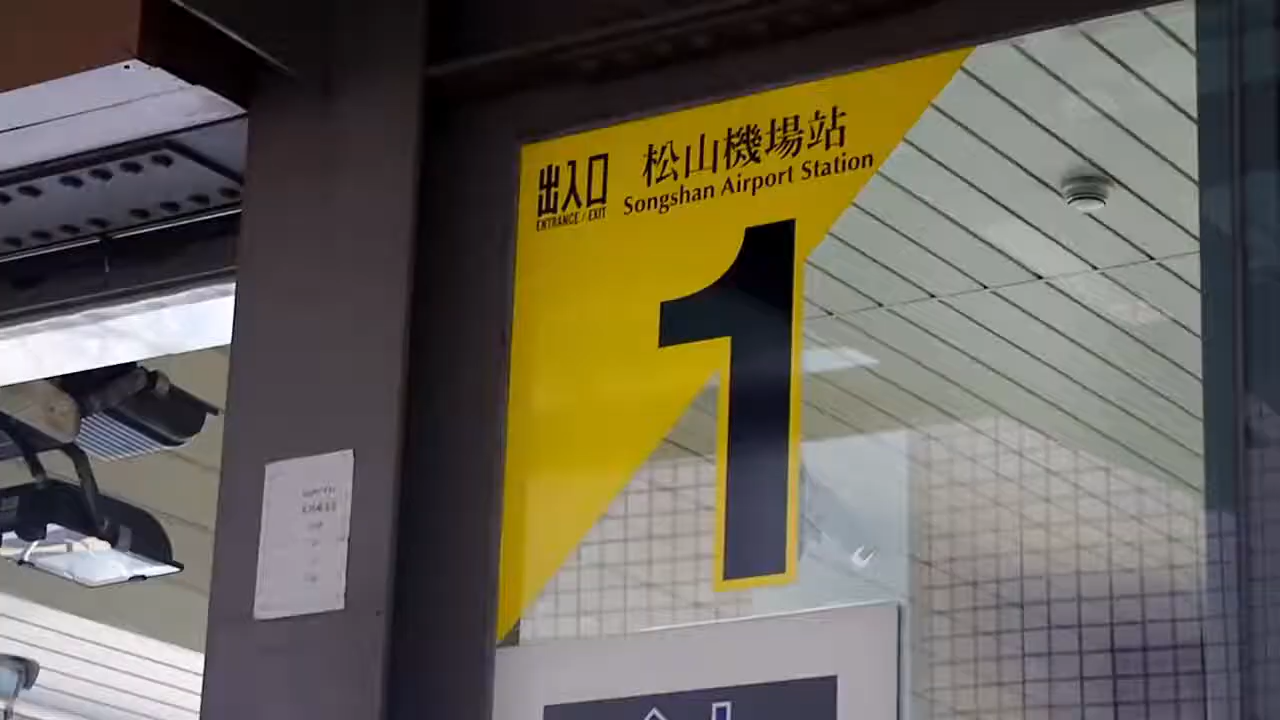 出入口
ENTRANCE / EXIT
松山機場站
Songshan Airport Station
1